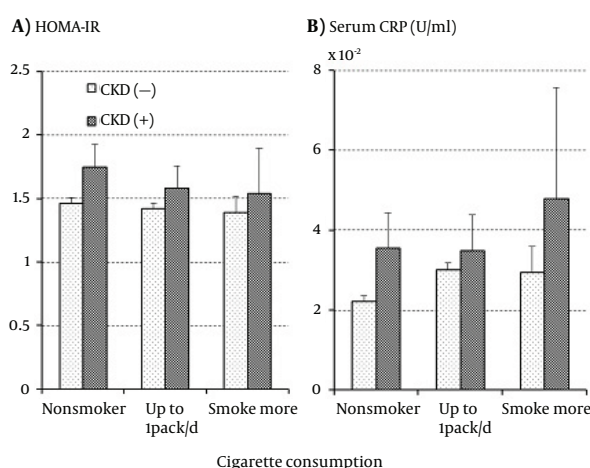 A) HOMA-IR
2.5
2
1.5
1
0.5
0
CKD (—)
CKD (+)
Nonsmoker
Up to
1pack/d
Smoke more
B) Serum CRP (U/ml)
x10⁻²
8
6
4
2
0
Nonsmoker
Up to
1pack/d
Smoke more
Cigarette consumption